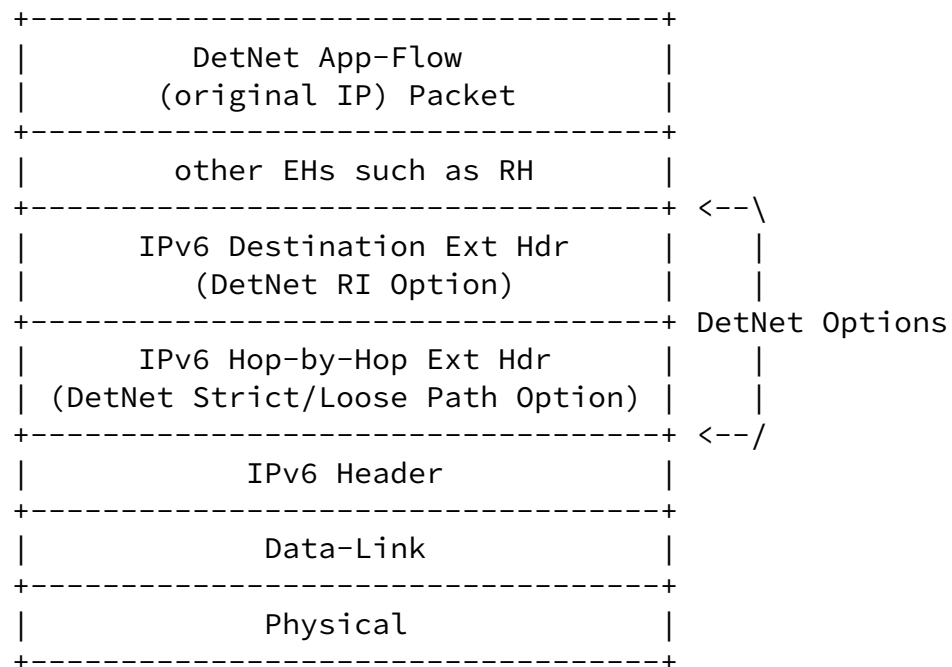 +-----------------------------------+
|         DetNet App-Flow           |
|       (original IP) Packet        |
+-----------------------------------+
|        other EHs such as RH       |
+-----------------------------------+ <--\
|      IPv6 Destination Ext Hdr     |    |
|         (DetNet RI Option)        |    |
+-----------------------------------+ DetNet Options
|      IPv6 Hop-by-Hop Ext Hdr      |    |
| (DetNet Strict/Loose Path Option) |    |
+-----------------------------------+ <--/
|            IPv6 Header            |
+-----------------------------------+
|             Data-Link             |
+-----------------------------------+
|             Physical              |
+-----------------------------------+